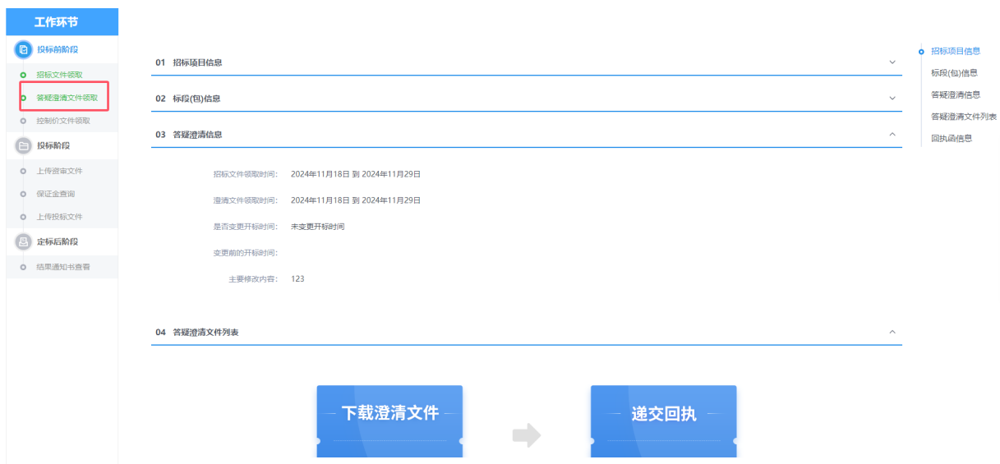 工作环节
投标前阶段
招标文件领取
答疑澄清文件领取
控制价文件领取
投标阶段
上传资审文件
保证金查询
上传投标文件
定标后阶段
结果通知书查看
01 招标项目信息
02 标段(包)信息
03 答疑澄清信息
招标文件领取时间: 2024年11月18日 到 2024年11月29日
澄清文件领取时间: 2024年11月18日 到 2024年11月29日
是否变更开标时间: 未变更开标时间
变更前的开标时间:
主要修改内容: 123
04 答疑澄清文件列表
下载澄清文件
递交回执
招标项目信息
标段(包)信息
答疑澄清信息
答疑澄清文件列表
回执函信息